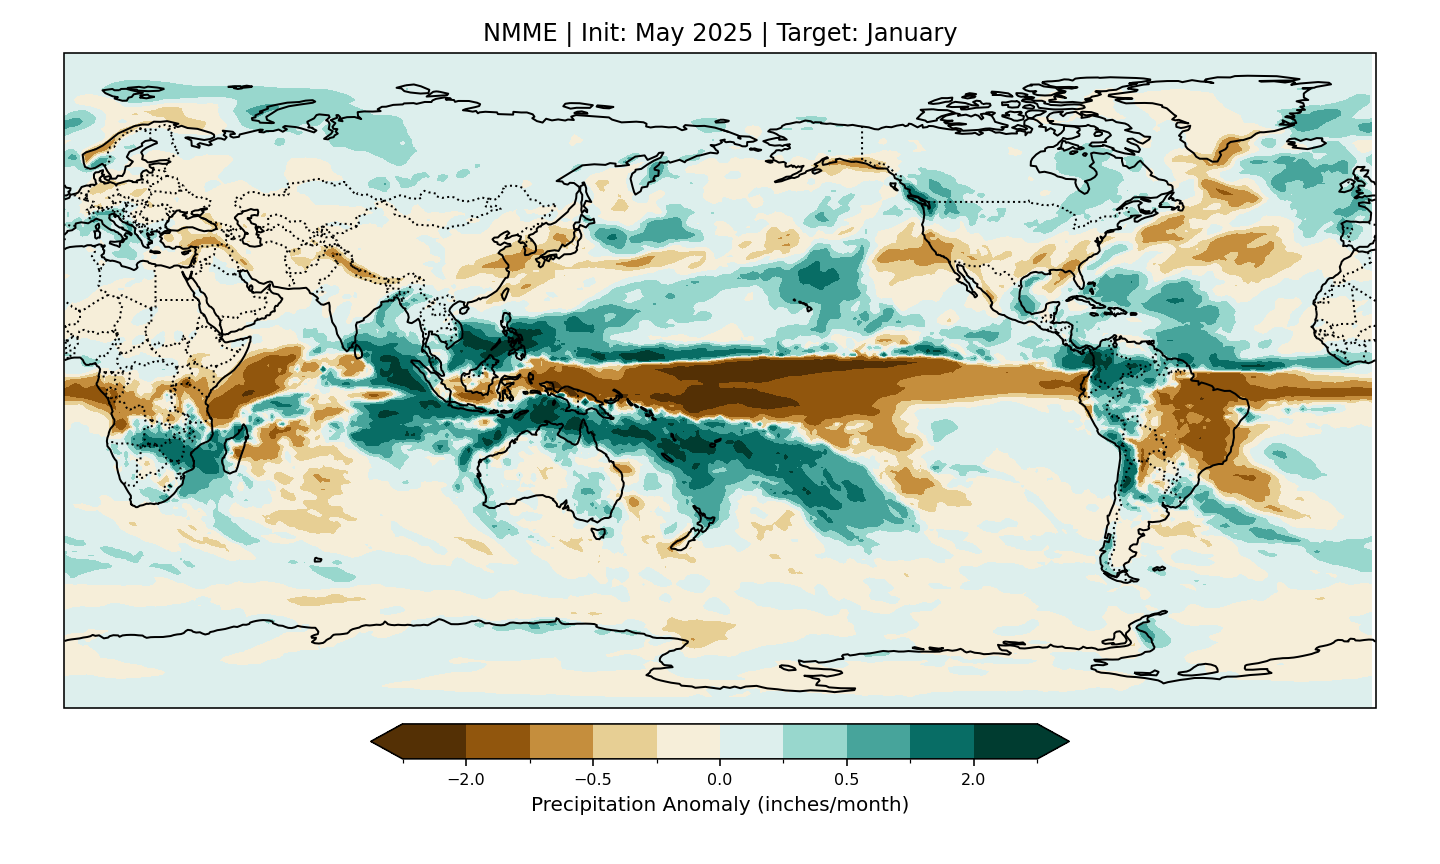 NMME | Init: May 2025 | Target: January
−2.0 −0.5 0.0 0.5 2.0
Precipitation Anomaly (inches/month)